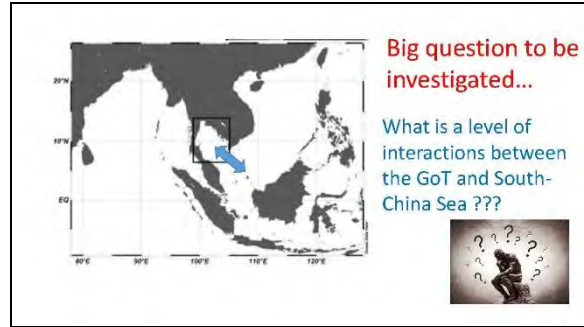 Big question to be
investigated...
What is a level of
interactions between
the GoT and South-
China Sea ???
20°N
10°N
EQ
80°E
90°E
100°E
110°E
120°E
? ? ? ? ? ? ? ?